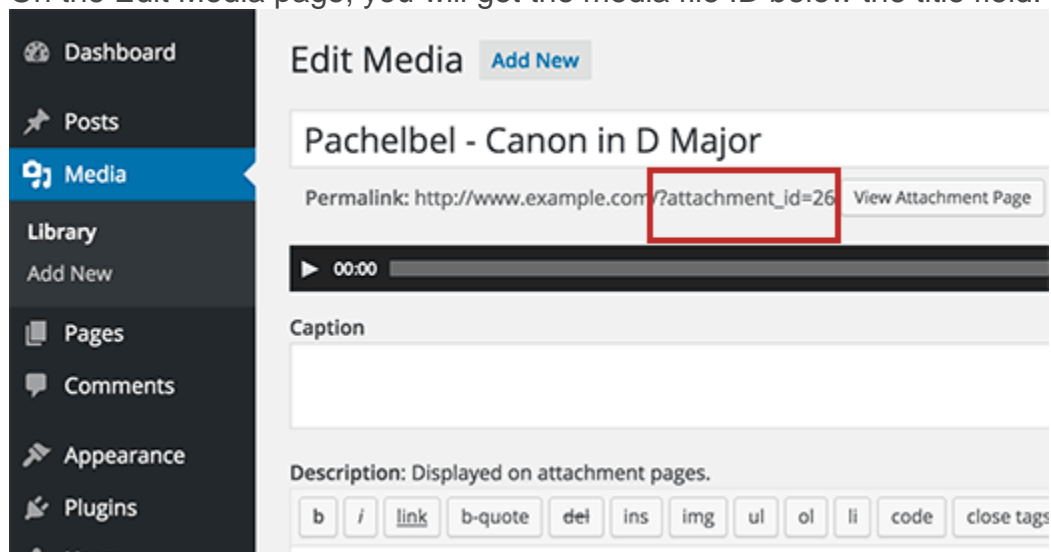 On the Edit Media page, you will get the media file ID below the title field.
Dashboard
Posts
Media
Library
Add New
Pages
Comments
Appearance
Plugins
Edit Media Add New
Pachelbel - Canon in D Major
Permalink: http://www.example.com/?attachment_id=26 View Attachment Page
00:00
Caption
Description: Displayed on attachment pages.
b i link b-quote del ins img ul ol li code close tags